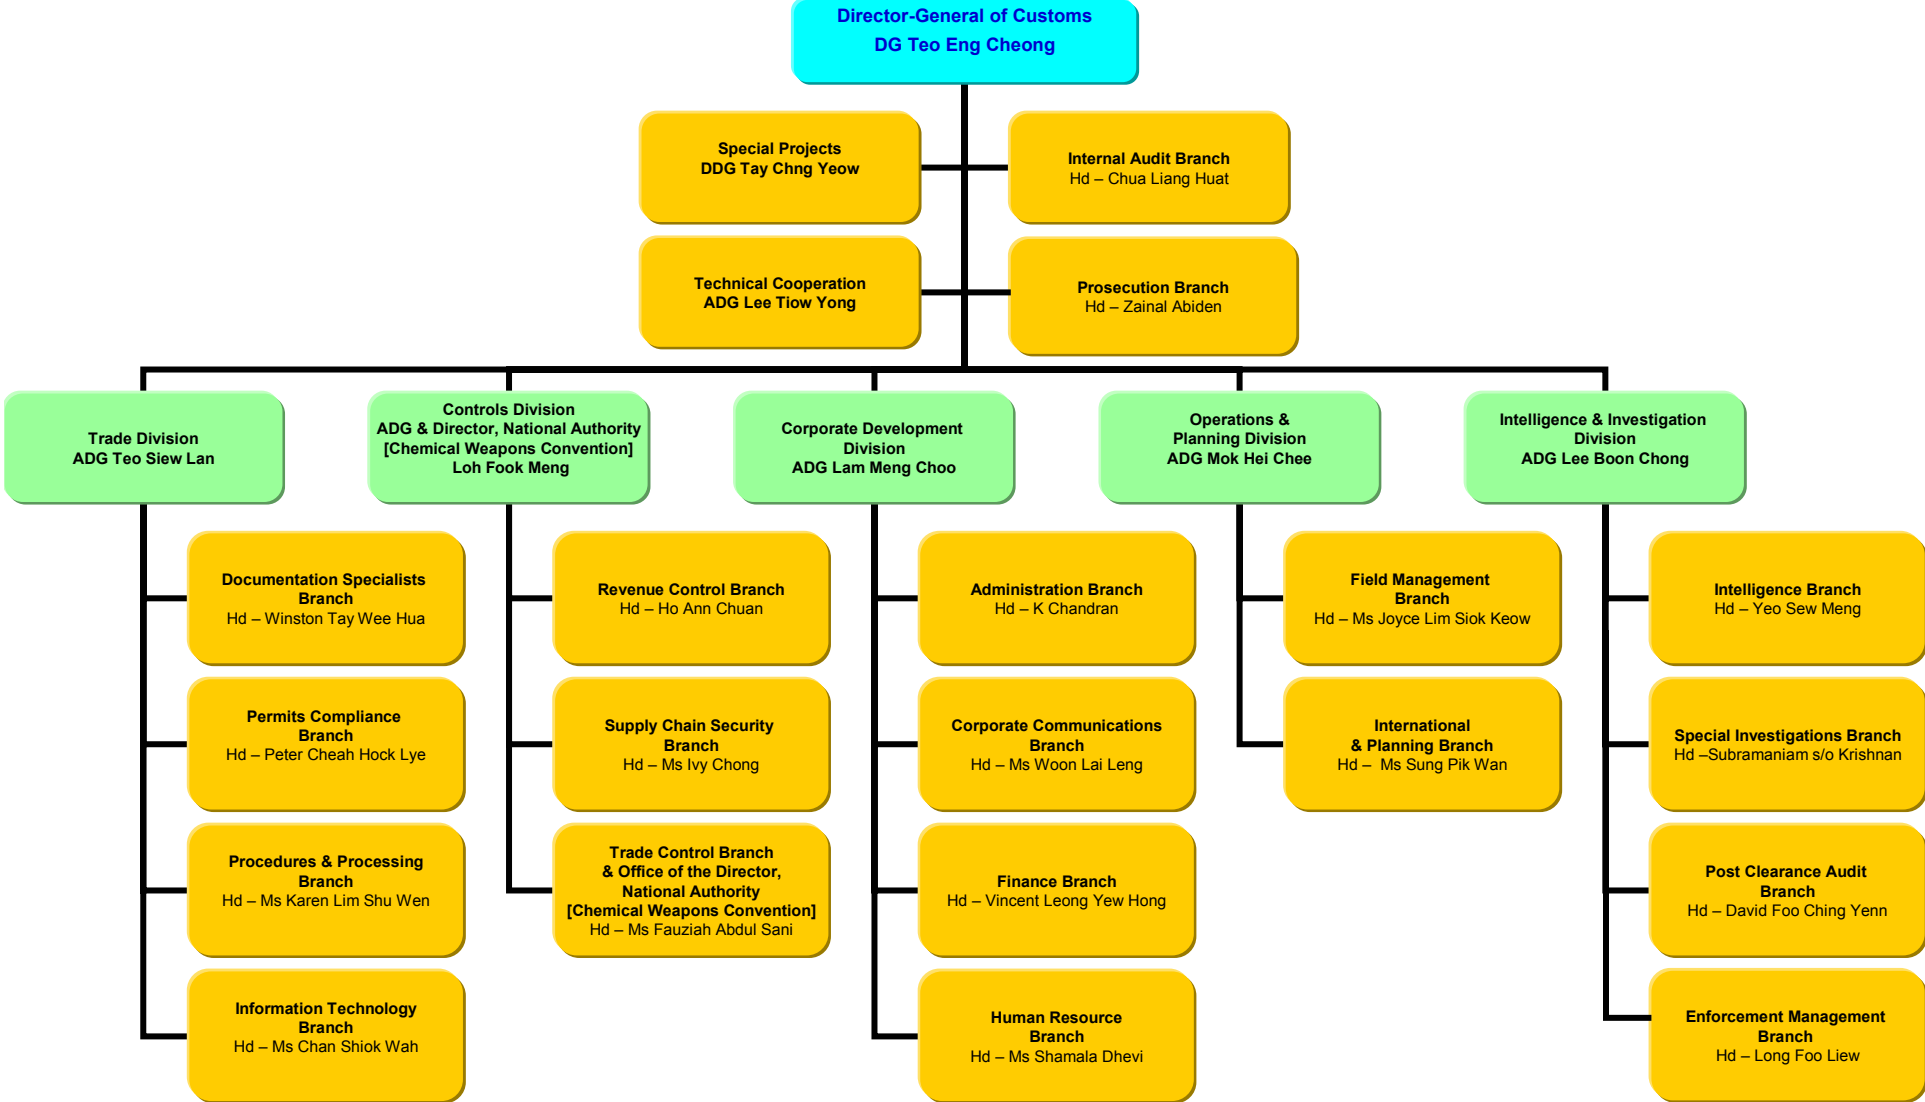 Director-General of Customs
DG Teo Eng Cheong
Special Projects
DDG Tay Chng Yeow
Internal Audit Branch
Hd – Chua Liang Huat
Technical Cooperation
ADG Lee Tiow Yong
Prosecution Branch
Hd – Zainal Abiden
Trade Division
ADG Teo Siew Lan
Controls Division
ADG & Director, National Authority
[Chemical Weapons Convention]
Loh Fook Meng
Corporate Development
Division
ADG Lam Meng Choo
Operations &
Planning Division
ADG Mok Hei Chee
Intelligence & Investigation
Division
ADG Lee Boon Chong
Documentation Specialists
Branch
Hd – Winston Tay Wee Hua
Permits Compliance
Branch
Hd – Peter Cheah Hock Lye
Procedures & Processing
Branch
Hd – Ms Karen Lim Shu Wen
Information Technology
Branch
Hd – Ms Chan Shiok Wah
Revenue Control Branch
Hd – Ho Ann Chuan
Supply Chain Security
Branch
Hd – Ms Ivy Chong
Trade Control Branch
& Office of the Director,
National Authority
[Chemical Weapons Convention]
Hd – Ms Fauziah Abdul Sani
Administration Branch
Hd – K Chandran
Corporate Communications
Branch
Hd – Ms Woon Lai Leng
Finance Branch
Hd – Vincent Leong Yew Hong
Human Resource
Branch
Hd – Ms Shamala Dhevi
Field Management
Branch
Hd – Ms Joyce Lim Siok Keow
International
& Planning Branch
Hd – Ms Sung Pik Wan
Intelligence Branch
Hd – Yeo Sew Meng
Special Investigations Branch
Hd –Subramaniam s/o Krishnan
Post Clearance Audit
Branch
Hd – David Foo Ching Yenn
Enforcement Management
Branch
Hd – Long Foo Liew